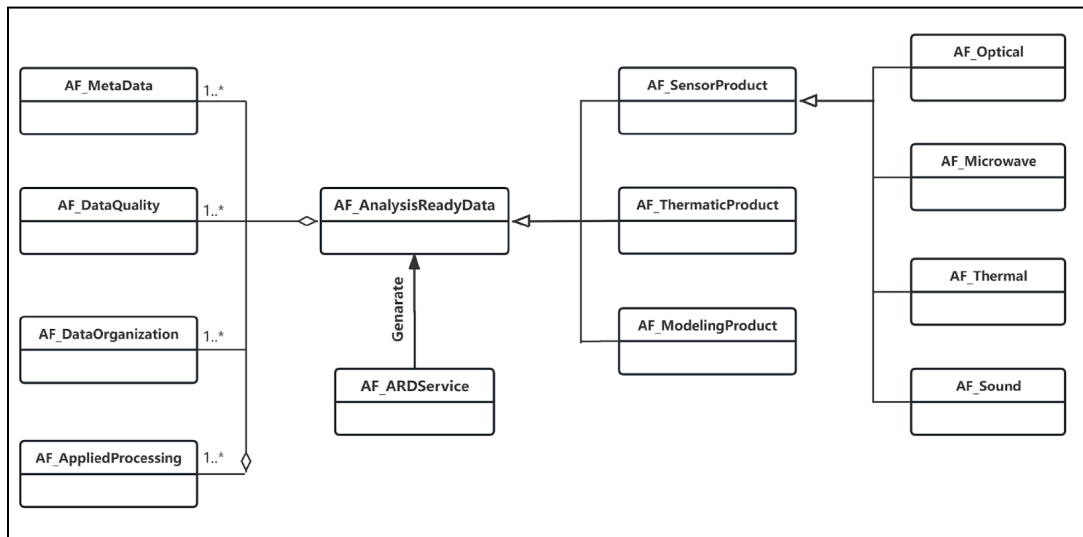 AF_MetaData
1..*
AF_DataQuality
1..*
AF_DataOrganization
1..*
AF_AppliedProcessing
1..*
AF_AnalysisReadyData
Genarate
AF_ARDService
AF_SensorProduct
AF_ThermaticProduct
AF_ModelingProduct
AF_Optical
AF_Microwave
AF_Thermal
AF_Sound